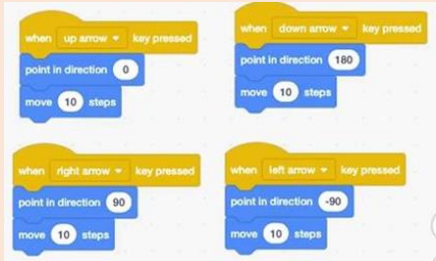 when up arrow key pressed
point in direction 0
move 10 steps
when down arrow key pressed
point in direction 180
move 10 steps
when right arrow key pressed
point in direction 90
move 10 steps
when left arrow key pressed
point in direction -90
move 10 steps